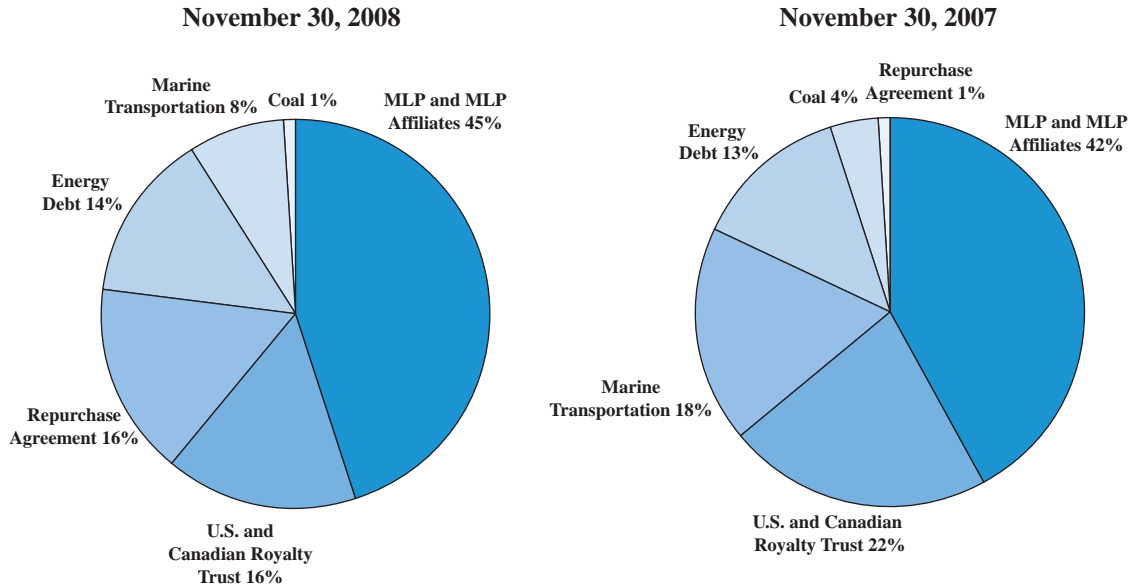 November 30, 2008
Marine
Transportation 8%
Coal 1%
MLP and MLP
Affiliates 45%
Energy
Debt 14%
Repurchase
Agreement 16%
U.S. and
Canadian Royalty
Trust 16%
November 30, 2007
Repurchase
Agreement 1%
Coal 4%
MLP and MLP
Affiliates 42%
Energy
Debt 13%
Marine
Transportation 18%
U.S. and Canadian
Royalty Trust 22%